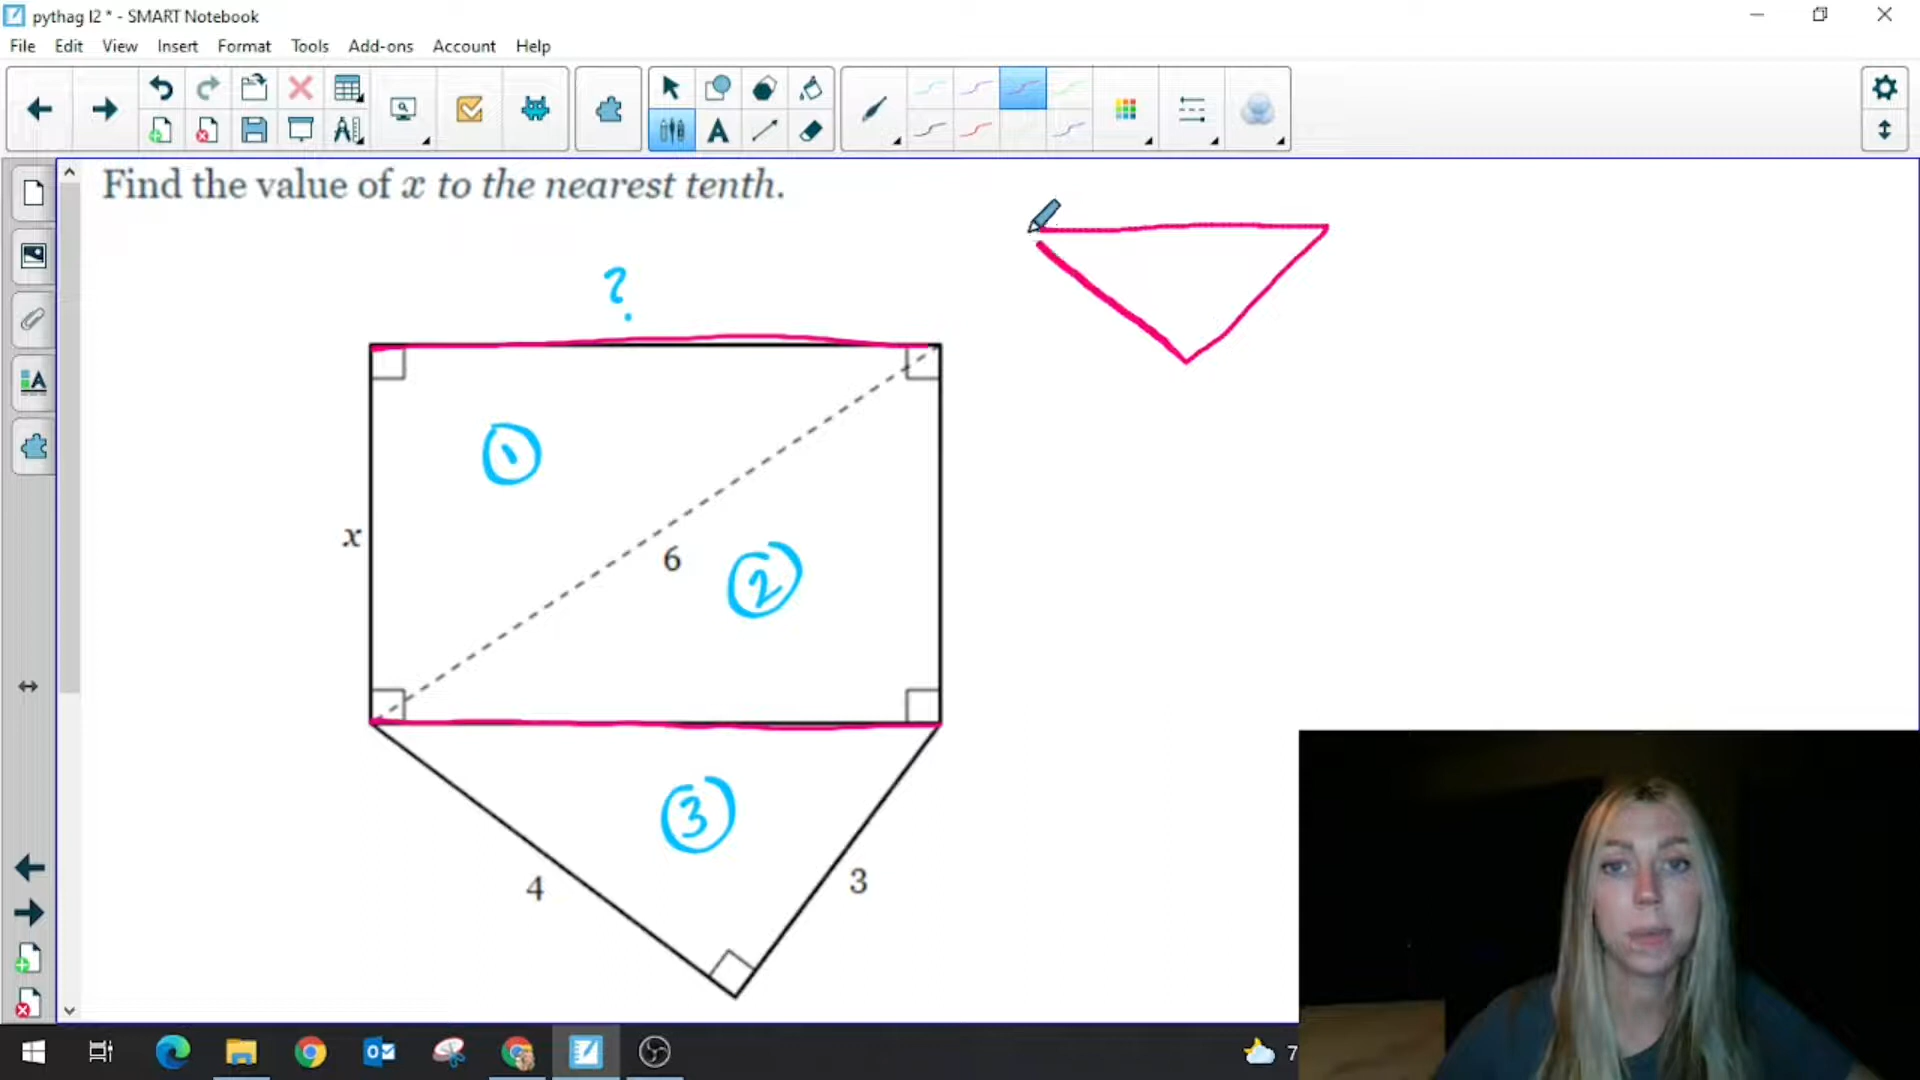 pythag l2 * - SMART Notebook
File Edit View Insert Format Tools Add-ons Account Help
Find the value of x to the nearest tenth.
?
1
x
6
2
3
4
3
7